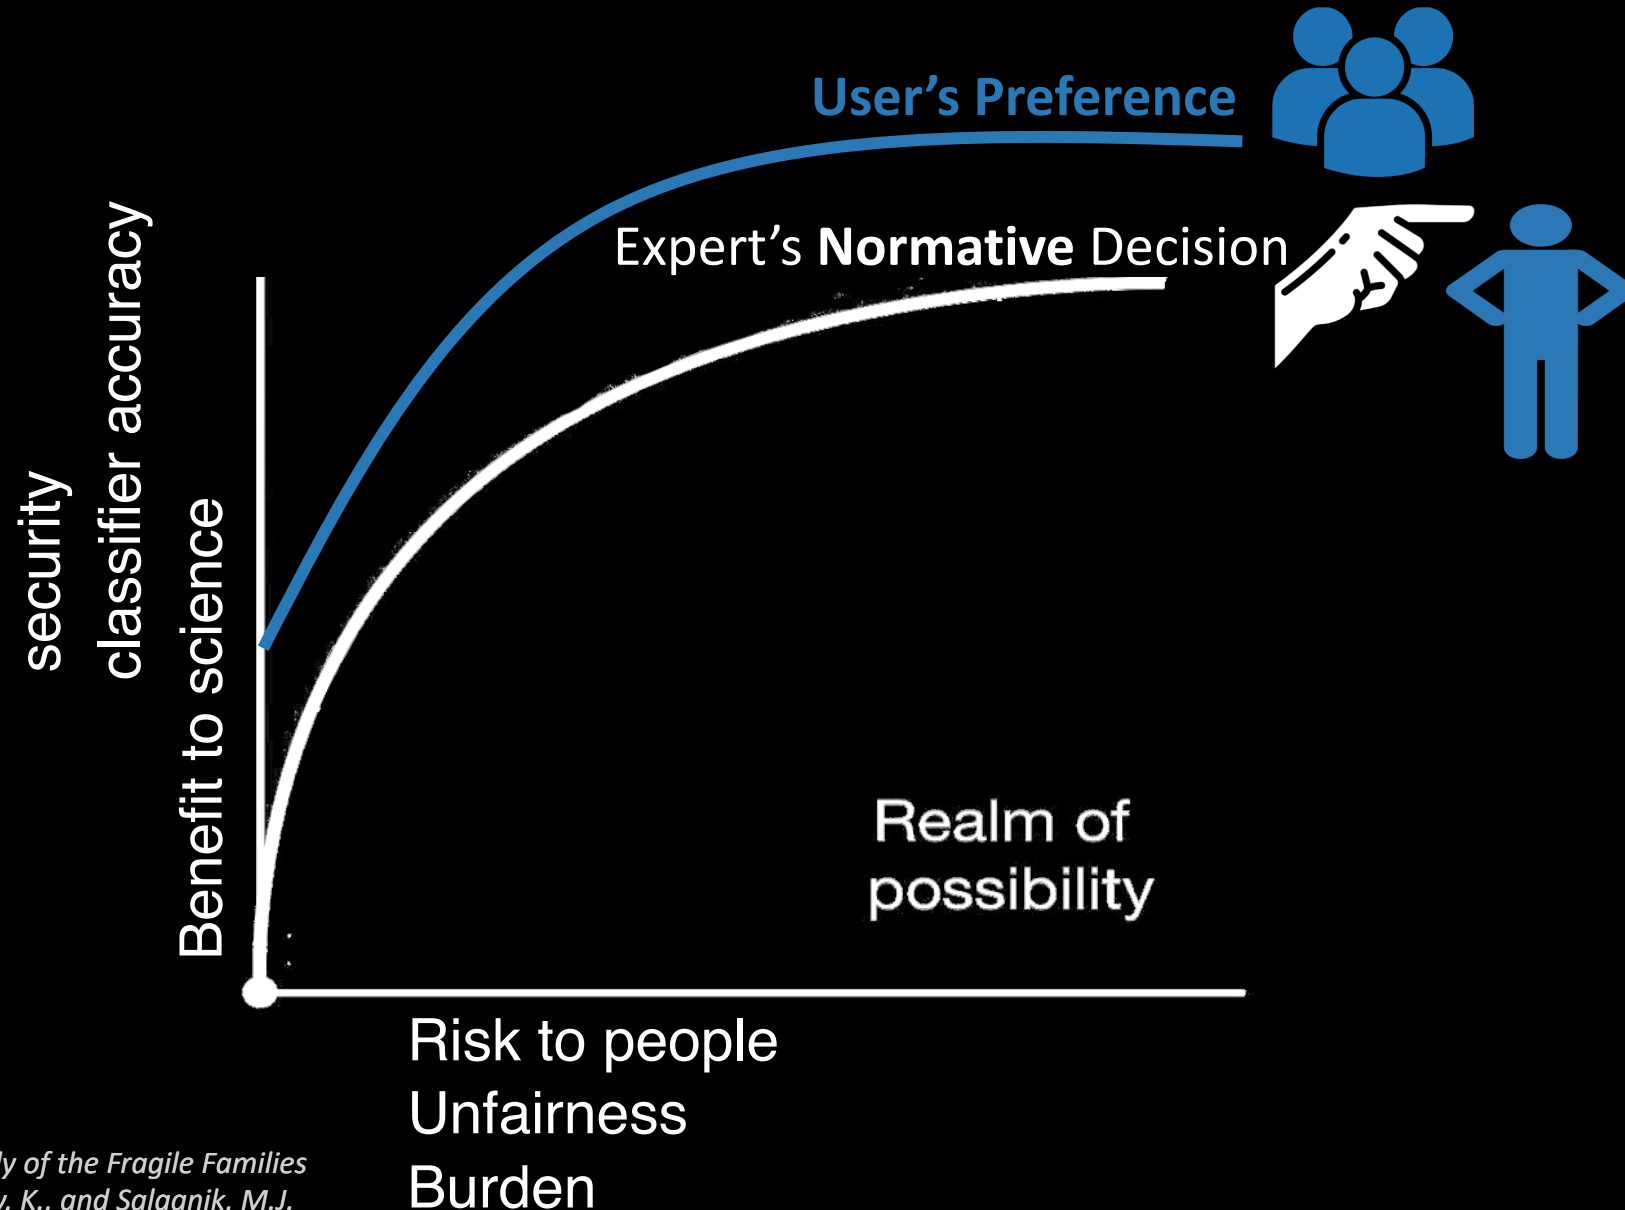 User's Preference
Expert's Normative Decision
security
classifier accuracy
Benefit to science
Realm of
possibility
Risk to people
Unfairness
Burden
of the Fragile Families
K., and Salganik, M.J.